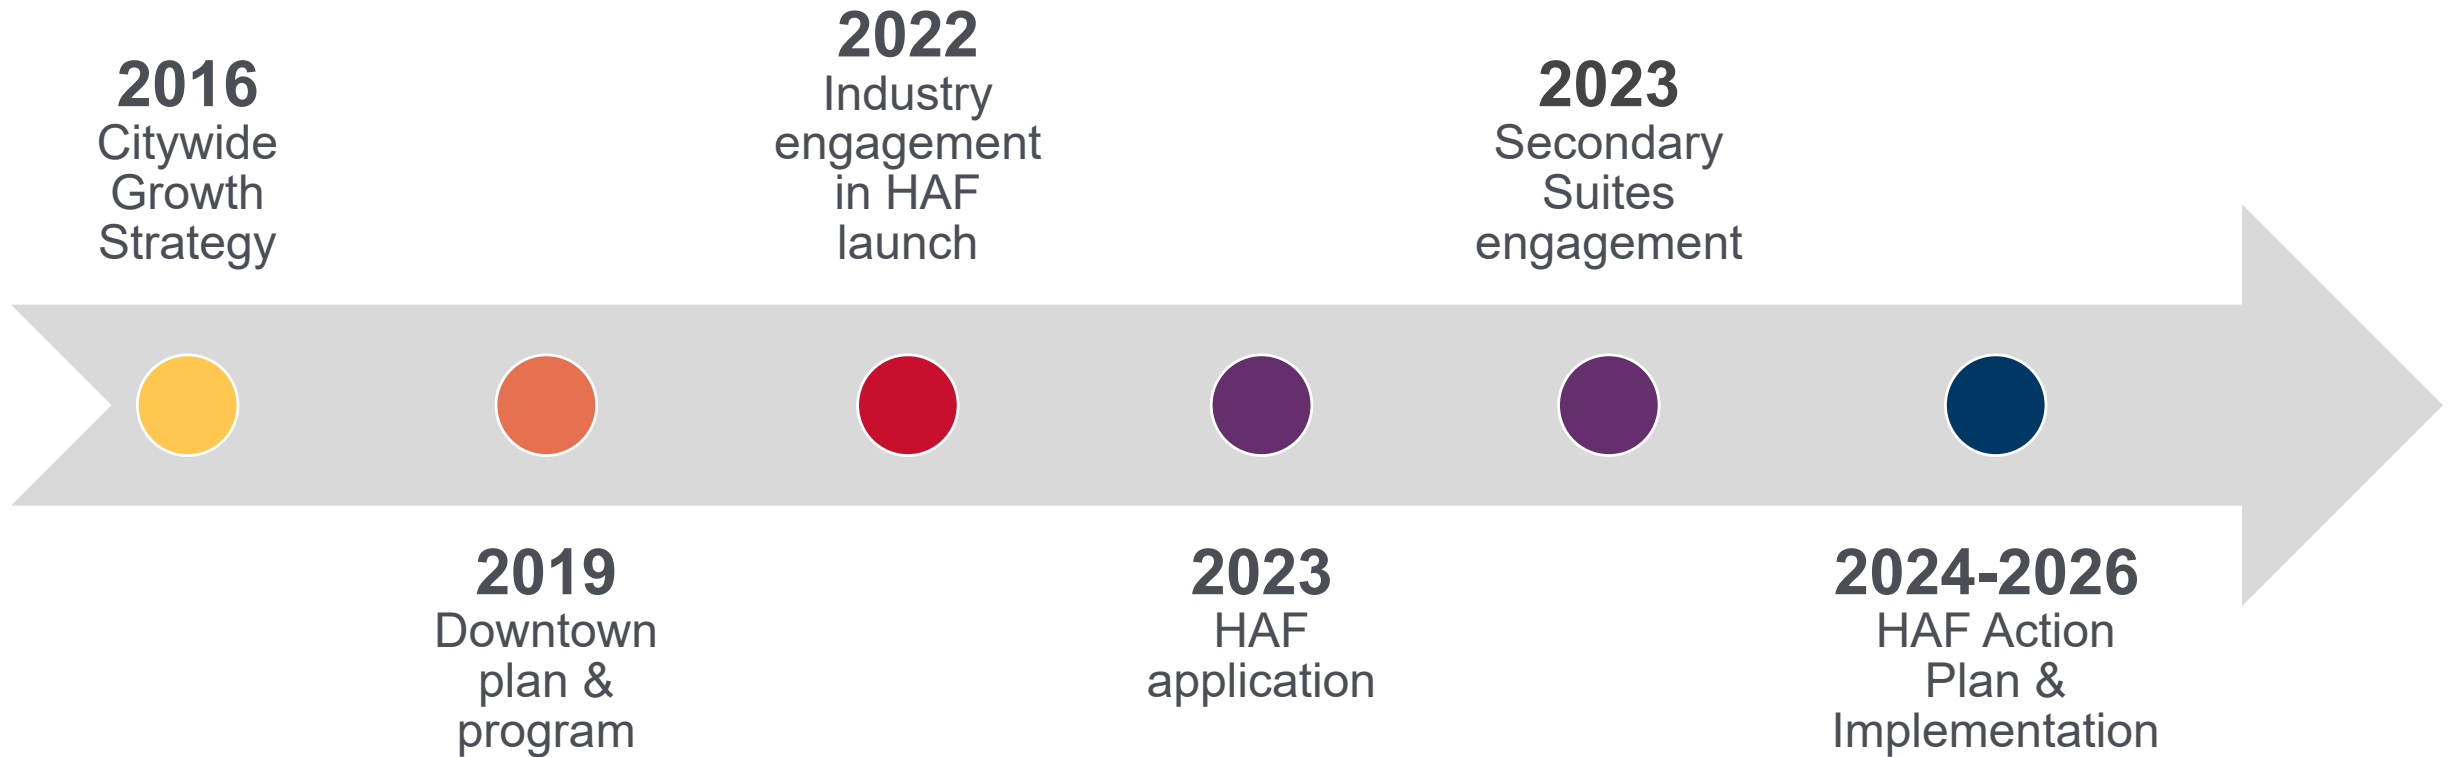 2016
Citywide
Growth
Strategy
2019
Downtown
plan &
program
2022
Industry
engagement
in HAF
launch
2023
HAF
application
2023
Secondary
Suites
engagement
2024-2026
HAF Action
Plan &
Implementation